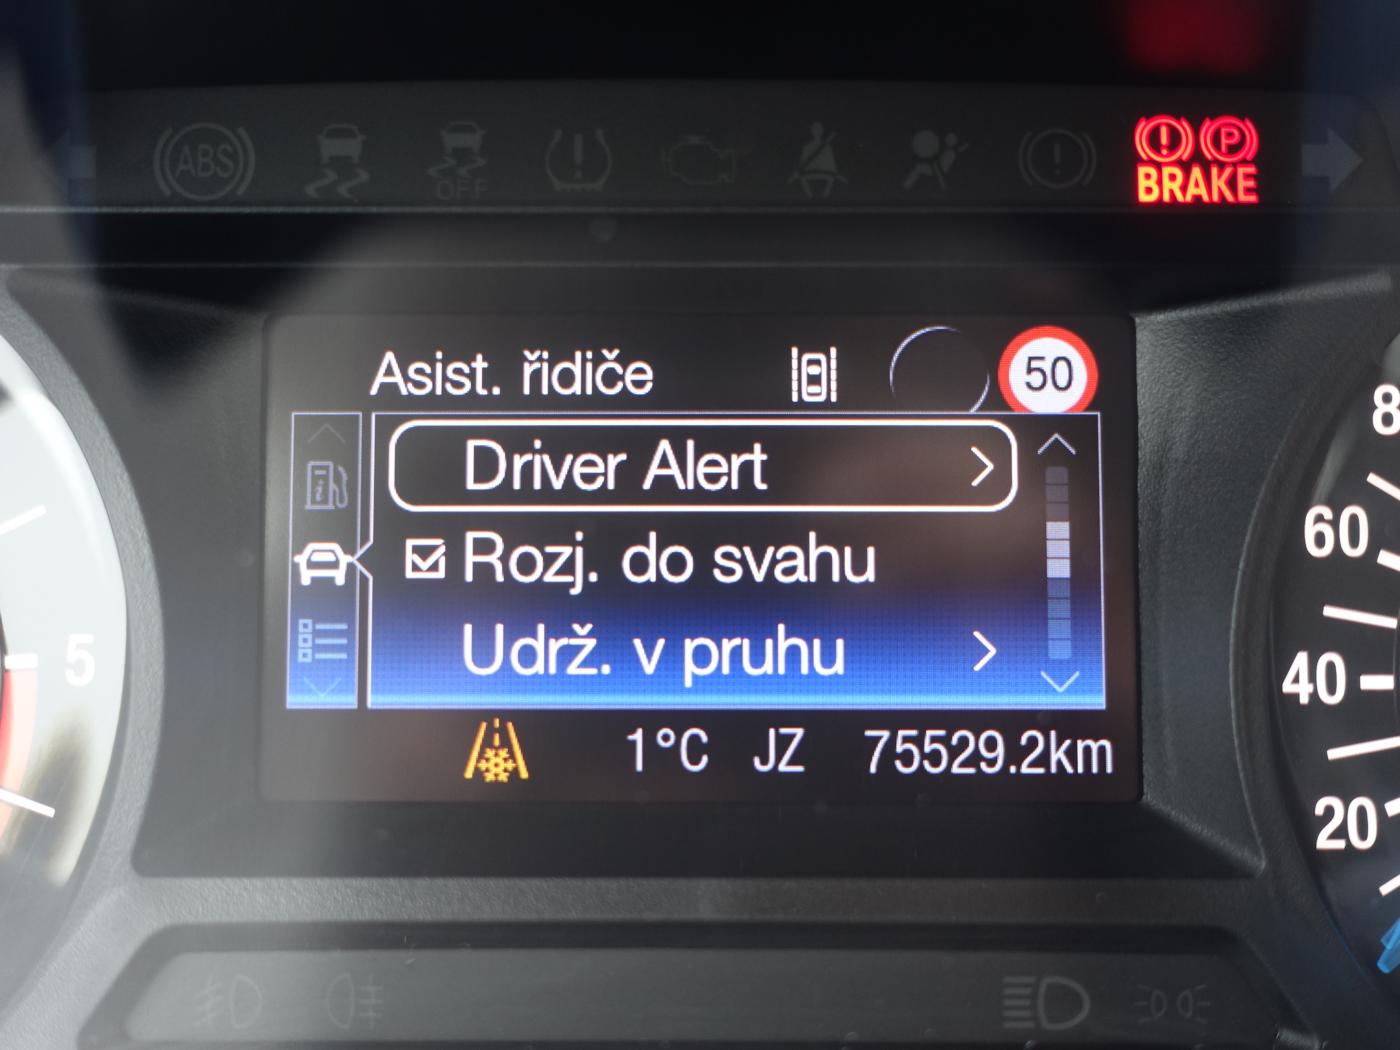 ABS
OFF
BRAKE
P
Asist. řidiče
50
Driver Alert
Rozj. do svahu
Udrž. v pruhu
1°C JZ 75529.2km
5
60
40
20